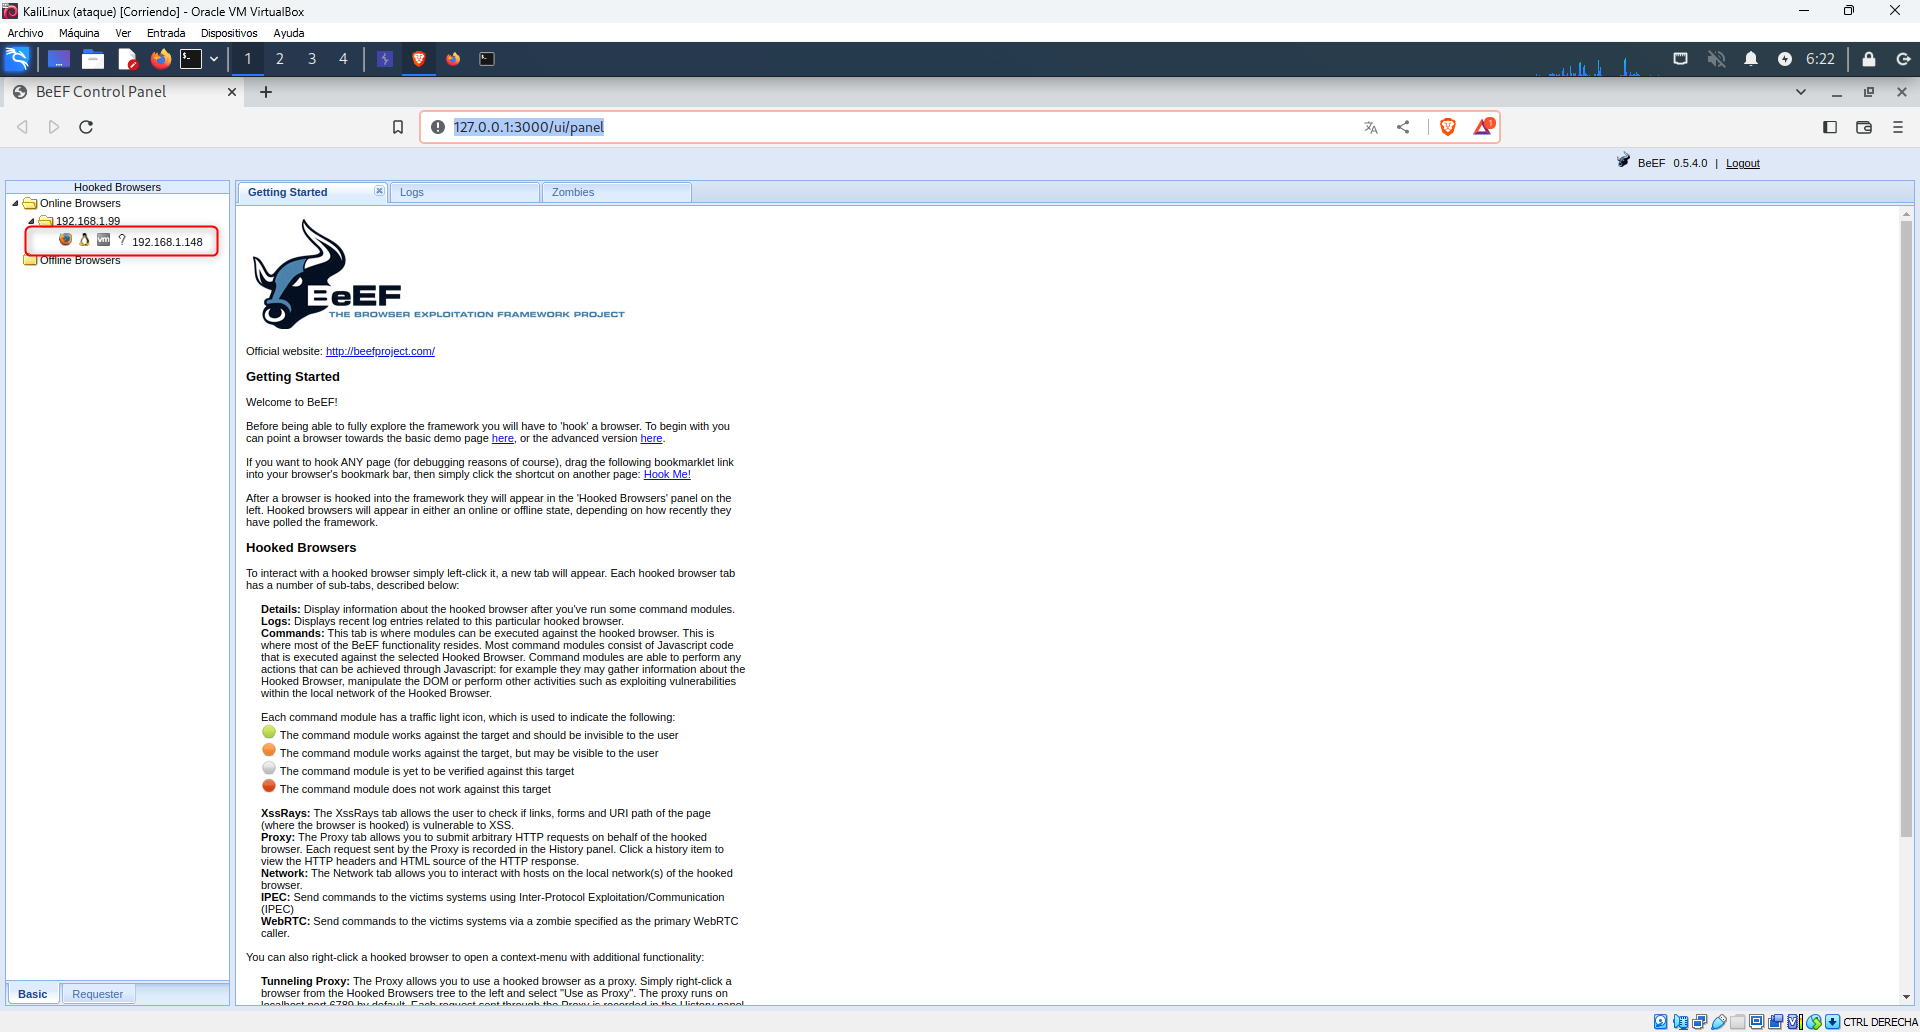 KaliLinux (ataque) [Corriendo] - Oracle VM VirtualBox
Archivo Máquina Ver Entrada Dispositivos Ayuda
1 2 3 4 6:22
BeEF Control Panel
127.0.0.1:3000/ui/panel
1
BeEF 0.5.4.0 | Logout
Hooked Browsers
Online Browsers
192.168.1.99
vm ? 192.168.1.148
Offline Browsers
Basic Requester
Getting Started Logs Zombies
BeEF
THE BROWSER EXPLOITATION FRAMEWORK PROJECT
Official website: http://beefproject.com/
Getting Started
Welcome to BeEF!
Before being able to fully explore the framework you will have to 'hook' a browser. To begin with you
can point a browser towards the basic demo page here, or the advanced version here.
If you want to hook ANY page (for debugging reasons of course), drag the following bookmarklet link
into your browser's bookmark bar, then simply click the shortcut on another page: Hook Me!
After a browser is hooked into the framework they will appear in the 'Hooked Browsers' panel on the
left. Hooked browsers will appear in either an online or offline state, depending on how recently they
have polled the framework.
Hooked Browsers
To interact with a hooked browser simply left-click it, a new tab will appear. Each hooked browser tab
has a number of sub-tabs, described below:
Details: Display information about the hooked browser after you've run some command modules.
Logs: Displays recent log entries related to this particular hooked browser.
Commands: This tab is where modules can be executed against the hooked browser. This is
where most of the BeEF functionality resides. Most command modules consist of Javascript code
that is executed against the selected Hooked Browser. Command modules are able to perform any
actions that can be achieved through Javascript: for example they may gather information about the
Hooked Browser, manipulate the DOM or perform other activities such as exploiting vulnerabilities
within the local network of the Hooked Browser.
Each command module has a traffic light icon, which is used to indicate the following:
The command module works against the target and should be invisible to the user
The command module works against the target, but may be visible to the user
The command module is yet to be verified against this target
The command module does not work against this target
XssRays: The XssRays tab allows the user to check if links, forms and URI path of the page
(where the browser is hooked) is vulnerable to XSS.
Proxy: The Proxy tab allows you to submit arbitrary HTTP requests on behalf of the hooked
browser. Each request sent by the Proxy is recorded in the History panel. Click a history item to
view the HTTP headers and HTML source of the HTTP response.
Network: The Network tab allows you to interact with hosts on the local network(s) of the hooked
browser.
IPEC: Send commands to the victims systems using Inter-Protocol Exploitation/Communication
(IPEC)
WebRTC: Send commands to the victims systems via a zombie specified as the primary WebRTC
caller.
You can also right-click a hooked browser to open a context-menu with additional functionality:
Tunneling Proxy: The Proxy allows you to use a hooked browser as a proxy. Simply right-click a
browser from the Hooked Browsers tree to the left and select "Use as Proxy". The proxy runs on
localhost port 6789 by default. Each request sent through the Proxy is recorded in the History panel
CTRL DERECHA